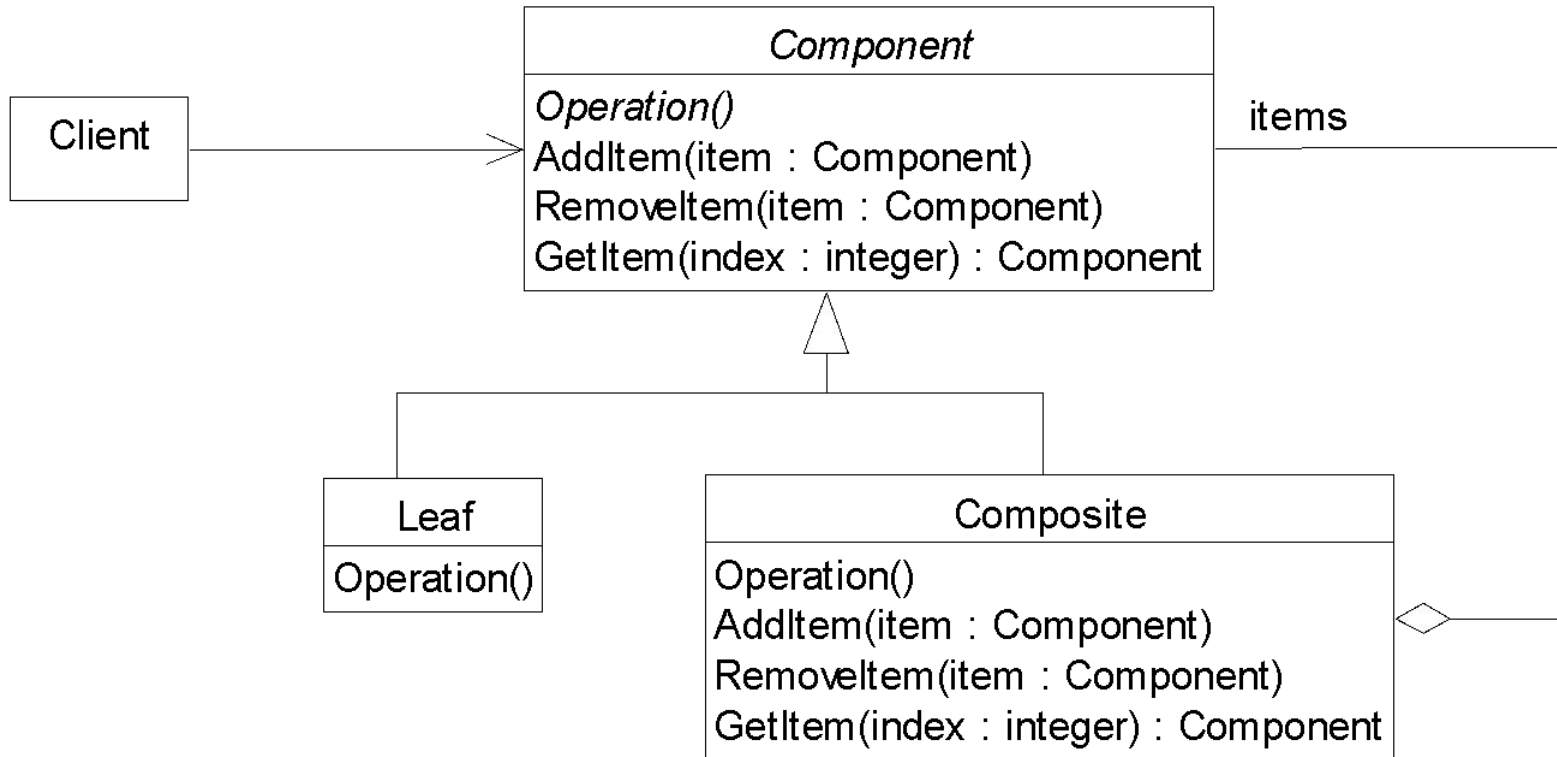 Component
Operation()
AddItem(item : Component)
RemoveItem(item : Component)
GetItem(index : integer) : Component
Client
items
Leaf
Operation()
Composite
Operation()
AddItem(item : Component)
RemoveItem(item : Component)
GetItem(index : integer) : Component